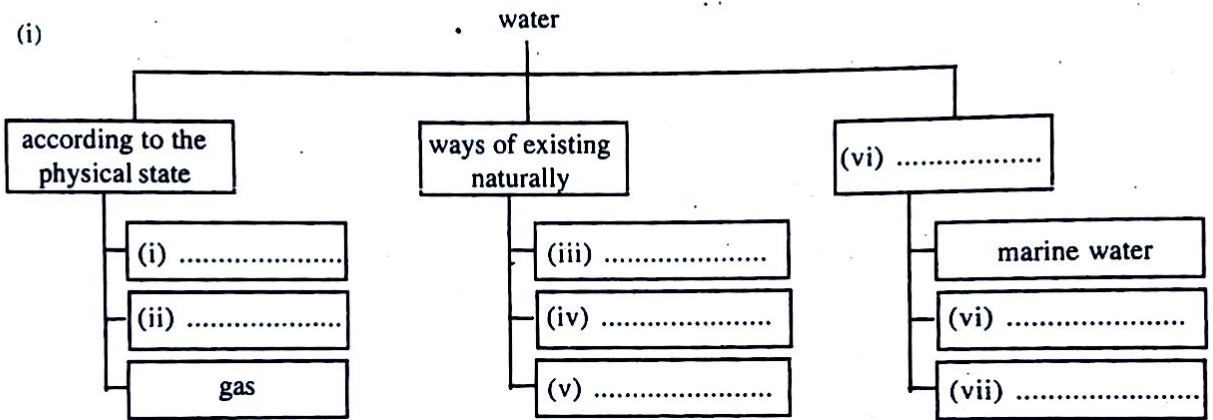 (i)
water
according to the
physical state
ways of existing
naturally
(vi) ...................
(i) ......................
(iii) ......................
marine water
(ii) .....................
(iv) ........................
(vi) ........................
gas
(v) ........................
(vii) .........................